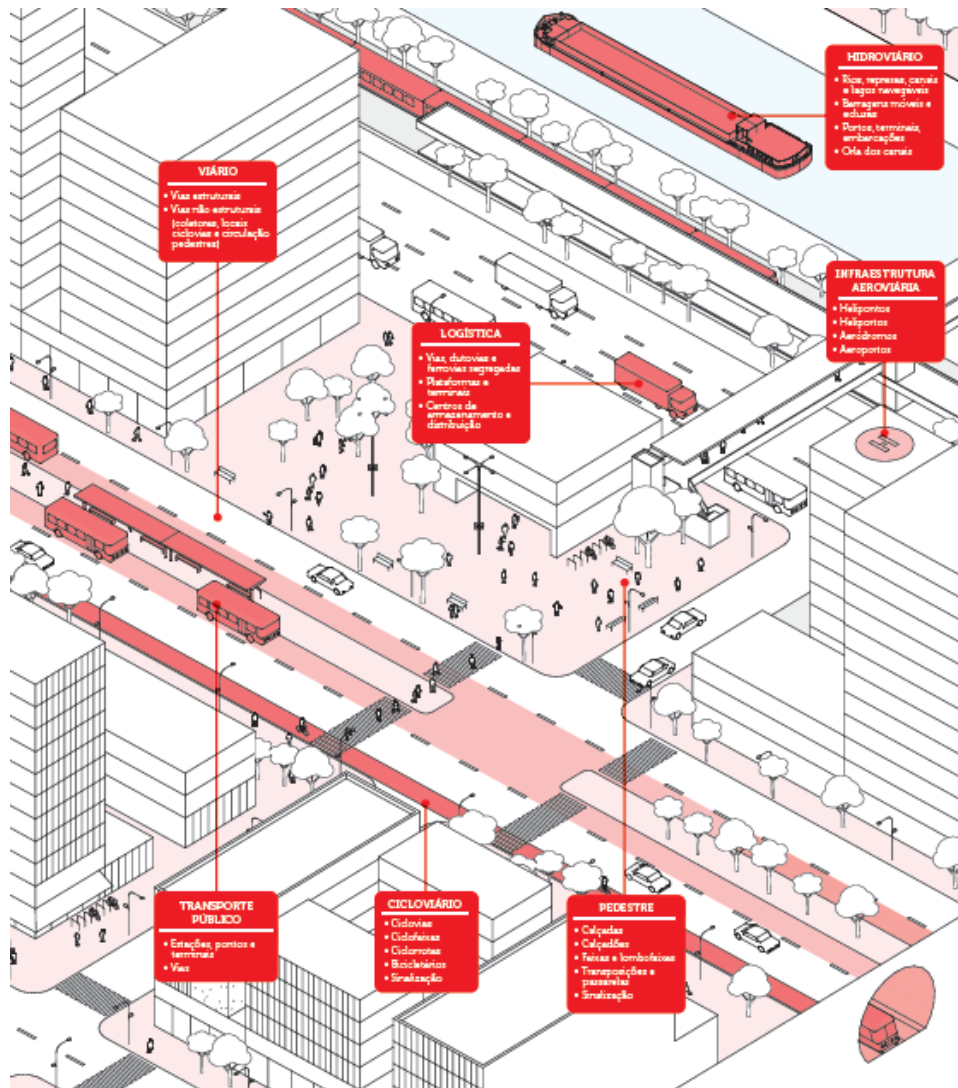 HIDROVIÁRIO
• Rios, represas, canais
e lagos navegáveis
• Barragens móveis e
eclusas
• Portos, terminais,
embarcações
• Orla dos canais
VIÁRIO
• Vias estruturais
• Vias não estruturais
(coletoras, locais
ciclovias e circulação
pedestres)
INFRAESTRUTURA
AEROVIÁRIA
• Helipontos
• Heliportos
• Aeródromos
• Aeroportos
LOGÍSTICA
• Vias, dutovias e
ferrovias segregadas
• Plataformas e
terminais
• Centros de
armazenamento e
distribuição
H
TRANSPORTE
PÚBLICO
• Estações, pontos e
terminais
• Vias
CICLOVIÁRIO
• Ciclovias
• Ciclofaixas
• Ciclorrotas
• Bicicletários
• Sinalização
PEDESTRE
• Calçadas
• Calçadões
• Faixas e lombofaixas
• Transposições e
passarelas
• Sinalização